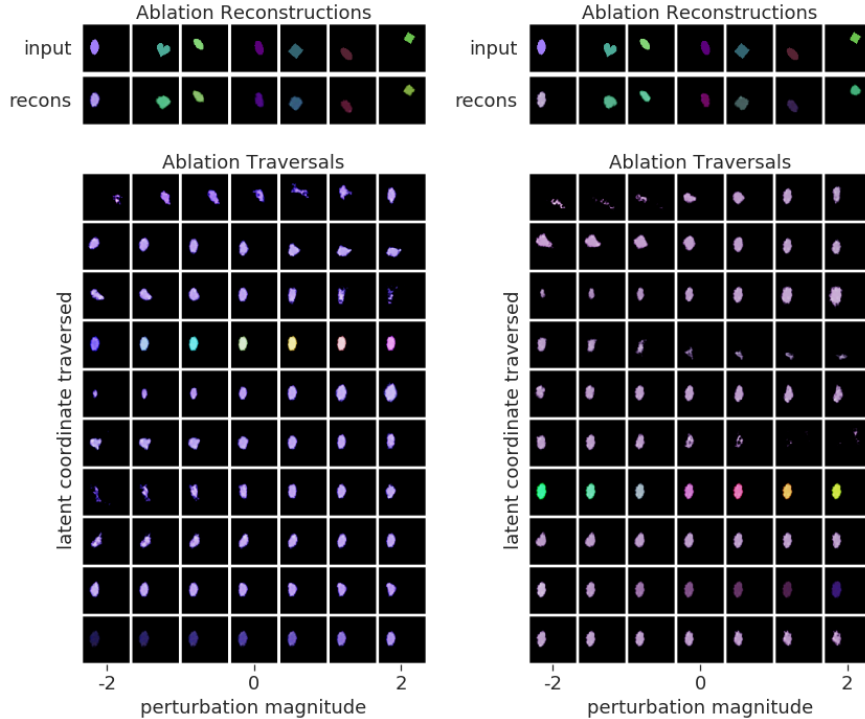 Ablation Reconstructions
input
recons
Ablation Traversals
latent coordinate traversed
-2 0 2
perturbation magnitude
Ablation Reconstructions
input
recons
Ablation Traversals
latent coordinate traversed
-2 0 2
perturbation magnitude